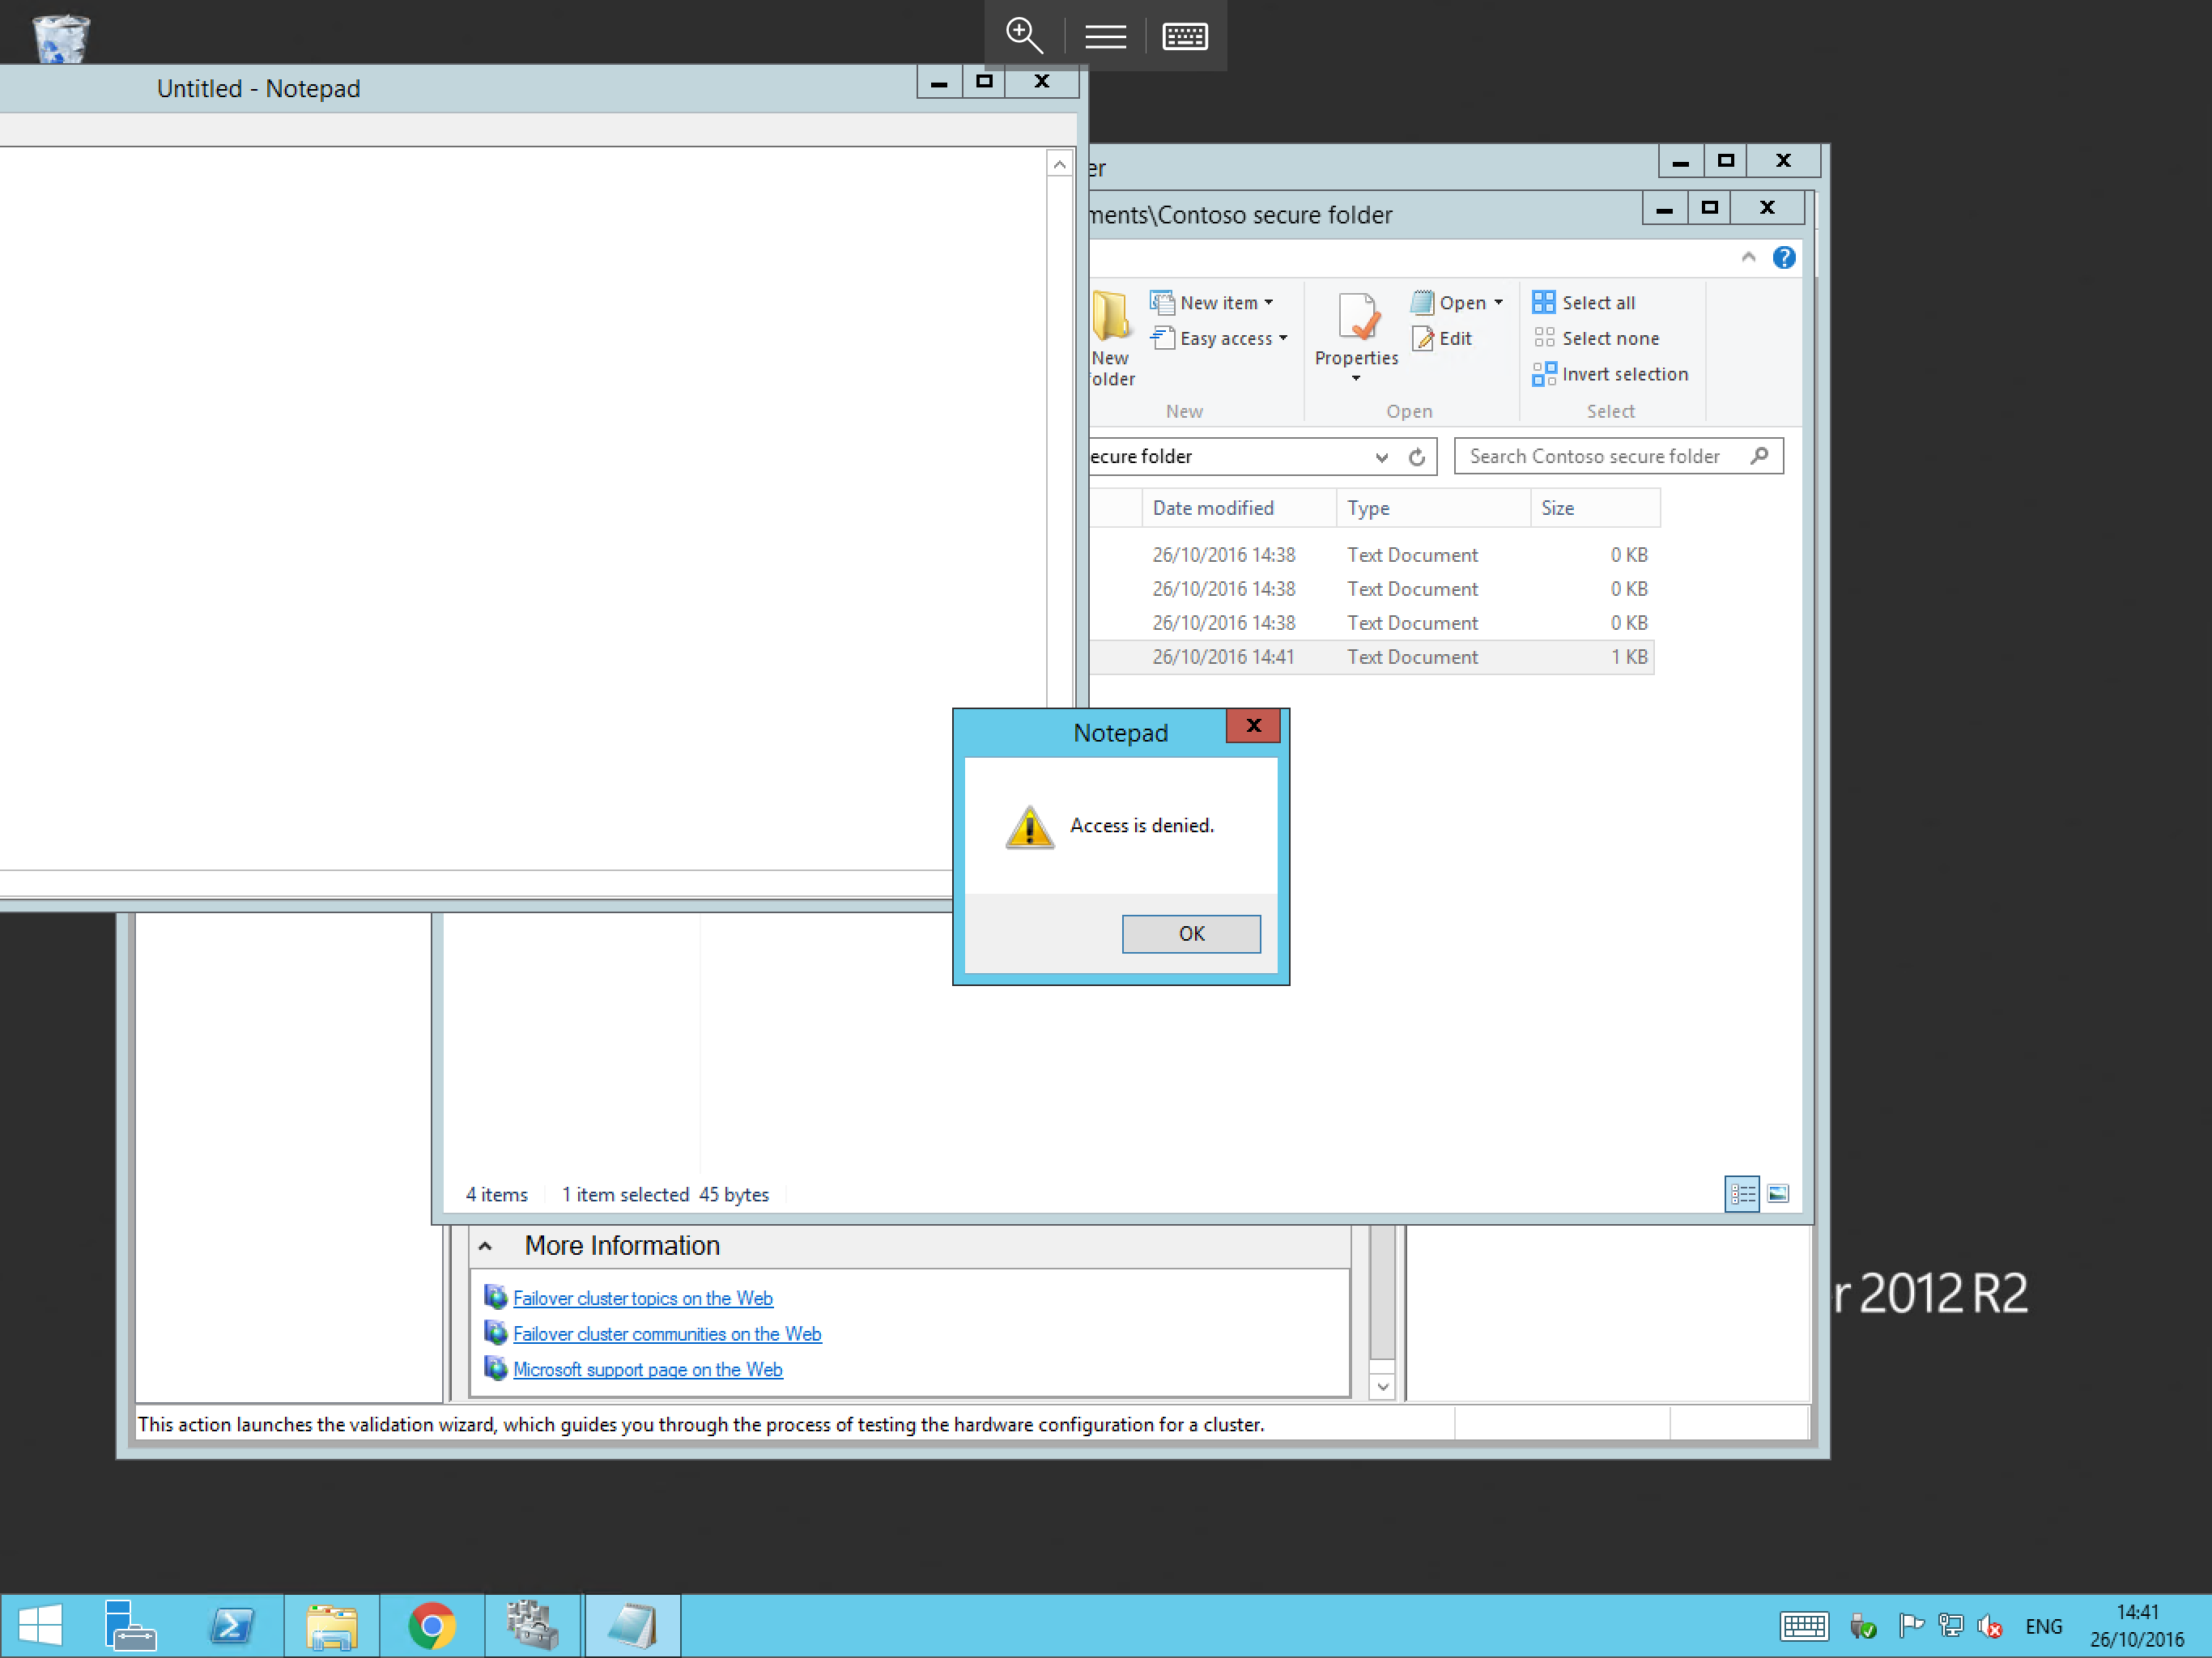 Untitled - Notepad
er
ments\Contoso secure folder
New item
Open
Select all
Easy access
Edit
Select none
New
folder
Properties
Invert selection
New
Open
Select
ecure folder
Search Contoso secure folder
Date modified
Type
Size
26/10/2016 14:38
Text Document
0 KB
26/10/2016 14:38
Text Document
0 KB
26/10/2016 14:38
Text Document
0 KB
26/10/2016 14:41
Text Document
1 KB
Notepad
Access is denied.
OK
4 items
1 item selected 45 bytes
More Information
Failover cluster topics on the Web
Failover cluster communities on the Web
Microsoft support page on the Web
r 2012 R2
This action launches the validation wizard, which guides you through the process of testing the hardware configuration for a cluster.
ENG
14:41
26/10/2016